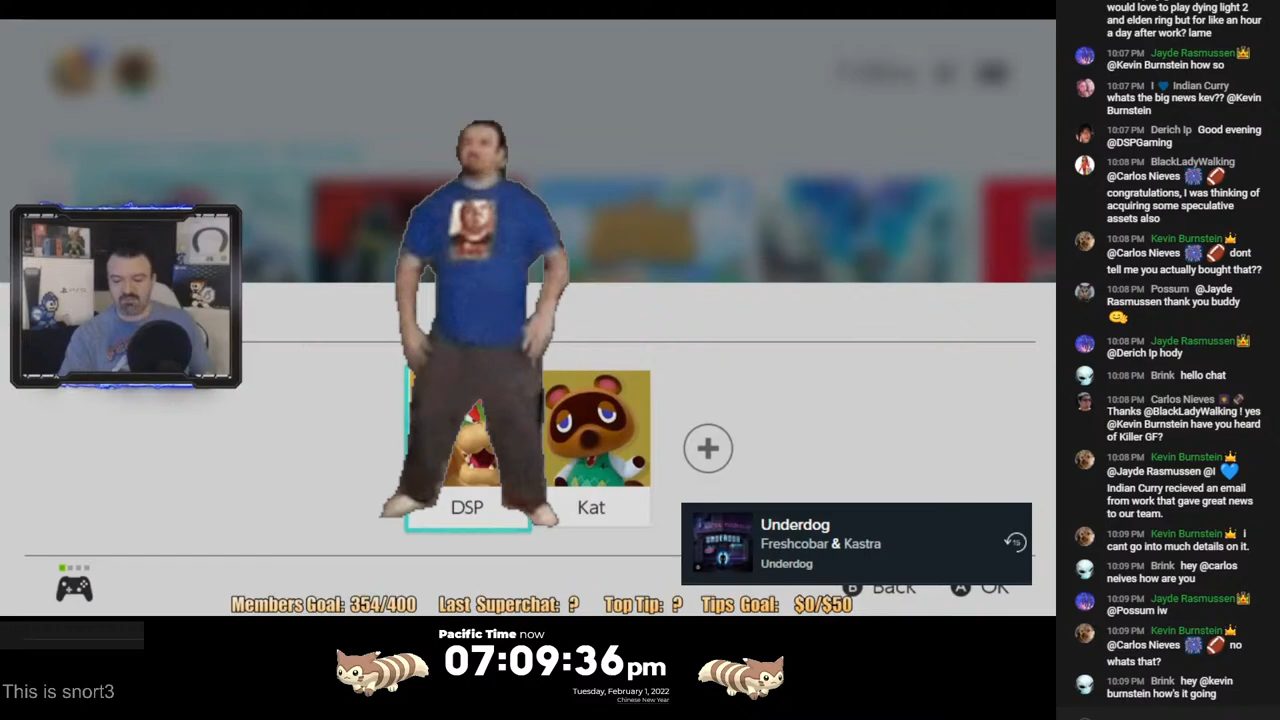 DSP
Kat
Underdog
Freshcobar & Kastra
Underdog
15
B Back
A OK
Members Goal: 354/400 Last Superchat: ? Top Tip: ? Tips Goal: $0/$50
Pacific Time now
07:09:36pm
Tuesday, February 1, 2022
Chinese New Year
This is snort3
would love to play dying light 2
and elden ring but for like an hour
a day after work? lame
10:07 PM Jayde Rasmussen
@Kevin Burnstein how so
10:07 PM I 💙 Indian Curry
whats the big news kev?? @Kevin
Burnstein
10:07 PM Derich Ip Good evening
@DSPGaming
10:08 PM BlackLadyWalking
@Carlos Nieves 🎆 🏈
congratulations, I was thinking of
acquiring some speculative
assets also
10:08 PM Kevin Burnstein
@Carlos Nieves 🎆 🏈 dont
tell me you actually bought that??
10:08 PM Possum @Jayde
Rasmussen thank you buddy
🤗
10:08 PM Jayde Rasmussen
@Derich Ip hody
10:08 PM Brink hello chat
10:08 PM Carlos Nieves
Thanks @BlackLadyWalking ! yes
@Kevin Burnstein have you heard
of Killer GF?
10:08 PM Kevin Burnstein
@Jayde Rasmussen @I 💙
Indian Curry recieved an email
from work that gave great news
to our team.
10:09 PM Kevin Burnstein I
cant go into much details on it.
10:09 PM Brink hey @carlos
neives how are you
10:09 PM Jayde Rasmussen
@Possum iw
10:09 PM Kevin Burnstein
@Carlos Nieves 🎆 🏈 no
whats that?
10:09 PM Brink hey @kevin
burnstein how's it going